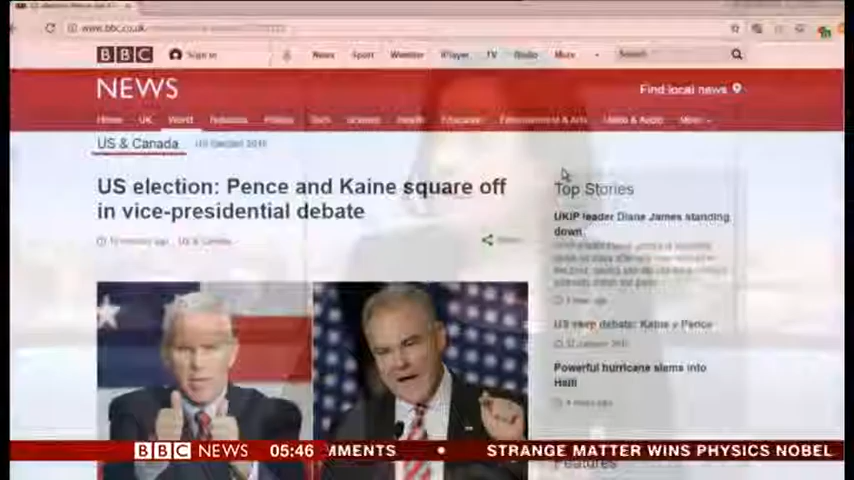 www.bbc.co.uk
BBC
Sign in
News Sport Weather iPlayer TV Radio More
Search
NEWS
Find local news
Home UK World Business Politics Tech Science Health Education Entertainment & Arts Video & Audio More
US & Canada
US Election 2016
US election: Pence and Kaine square off
in vice-presidential debate
US & Canada
Share
Top Stories
UKIP leader Diane James standing
down
US veep debate: Kaine v Pence
Powerful hurricane slams into
Haiti
Features
BBC NEWS 05:46 MMENTS • STRANGE MATTER WINS PHYSICS NOBEL